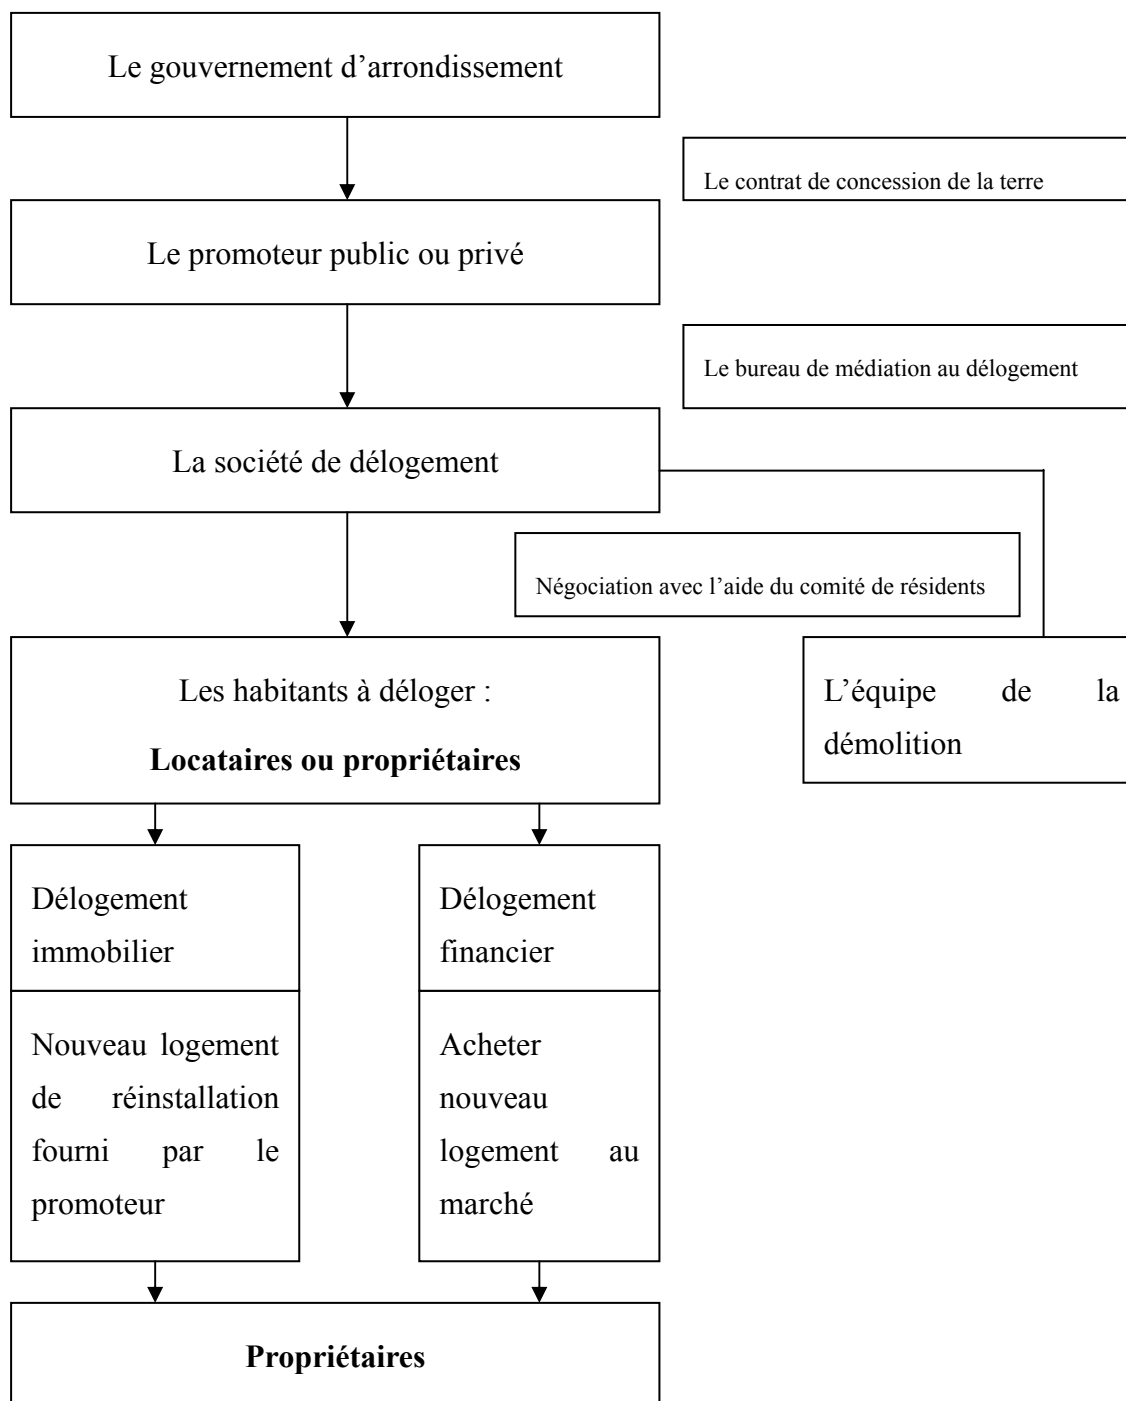 Le gouvernement d’arrondissement
Le contrat de concession de la terre
Le promoteur public ou privé
Le bureau de médiation au délogement
La société de délogement
Négociation avec l’aide du comité de résidents
Les habitants à déloger :
Locataires ou propriétaires
L’équipe de la
démolition
Délogement
immobilier
Délogement
financier
Nouveau logement
de réinstallation
fourni par le
promoteur
Acheter
nouveau
logement au
marché
Propriétaires